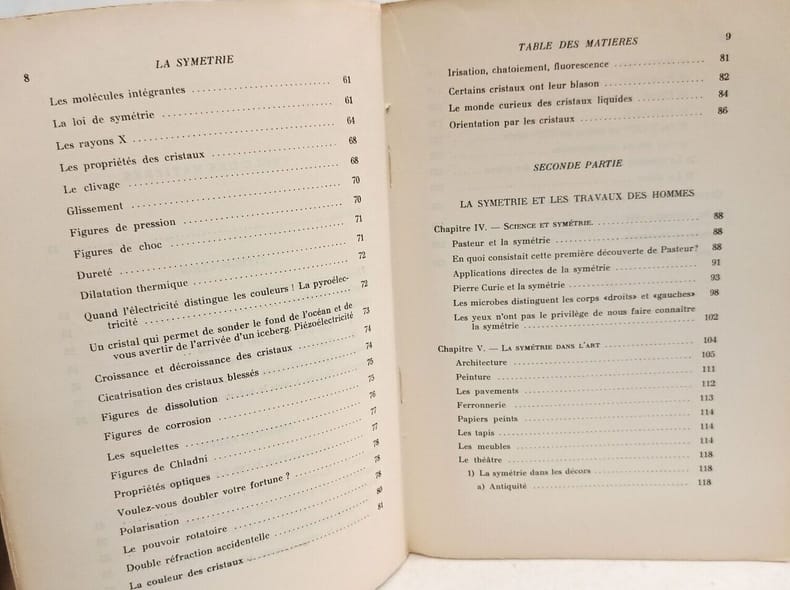 8 LA SYMETRIE
Les molécules intégrantes ........ 61
La loi de symétrie ........ 61
Les rayons X ........ 64
Les propriétés des cristaux ........ 68
Le clivage ........ 68
Glissement ........ 70
Figures de pression ........ 70
Figures de choc ........ 71
Dureté ........ 71
Dilatation thermique ........ 72
Quand l'électricité distingue les couleurs ! La pyroélec-
tricité ........ 72
Un cristal qui permet de sonder le fond de l'océan et de
vous avertir de l'arrivée d'un iceberg. Piézoélectricité 73
Croissance et décroissance des cristaux ........ 74
Cicatrisation des cristaux blessés ........ 74
Figures de dissolution ........ 75
Figures de corrosion ........ 75
Les squelettes ........ 76
Figures de Chladni ........ 77
Propriétés optiques ........ 77
Voulez-vous doubler votre fortune ? ........ 78
Polarisation ........ 78
Le pouvoir rotatoire ........ 78
Double réfraction accidentelle ........ 80
La couleur des cristaux ........ 81
TABLE DES MATIERES 9
Irisation, chatoiement, fluorescence ........ 81
Certains cristaux ont leur blason ........ 82
Le monde curieux des cristaux liquides ........ 84
Orientation par les cristaux ........ 86
SECONDE PARTIE
LA SYMETRIE ET LES TRAVAUX DES HOMMES
Chapitre IV. — SCIENCE ET SYMÉTRIE. ........ 88
Pasteur et la symétrie ........ 88
En quoi consistait cette première découverte de Pasteur? 88
Applications directes de la symétrie ........ 91
Pierre Curie et la symétrie ........ 93
Les microbes distinguent les corps «droits» et «gauches» 98
Les yeux n'ont pas le privilège de nous faire connaître
la symétrie ........ 102
Chapitre V. — LA SYMÉTRIE DANS L'ART ........ 104
Architecture ........ 105
Peinture ........ 111
Les pavements ........ 112
Ferronnerie ........ 113
Papiers peints ........ 114
Les tapis ........ 114
Les meubles ........ 114
Le théâtre ........ 118
1) La symétrie dans les décors ........ 118
a) Antiquité ........ 118